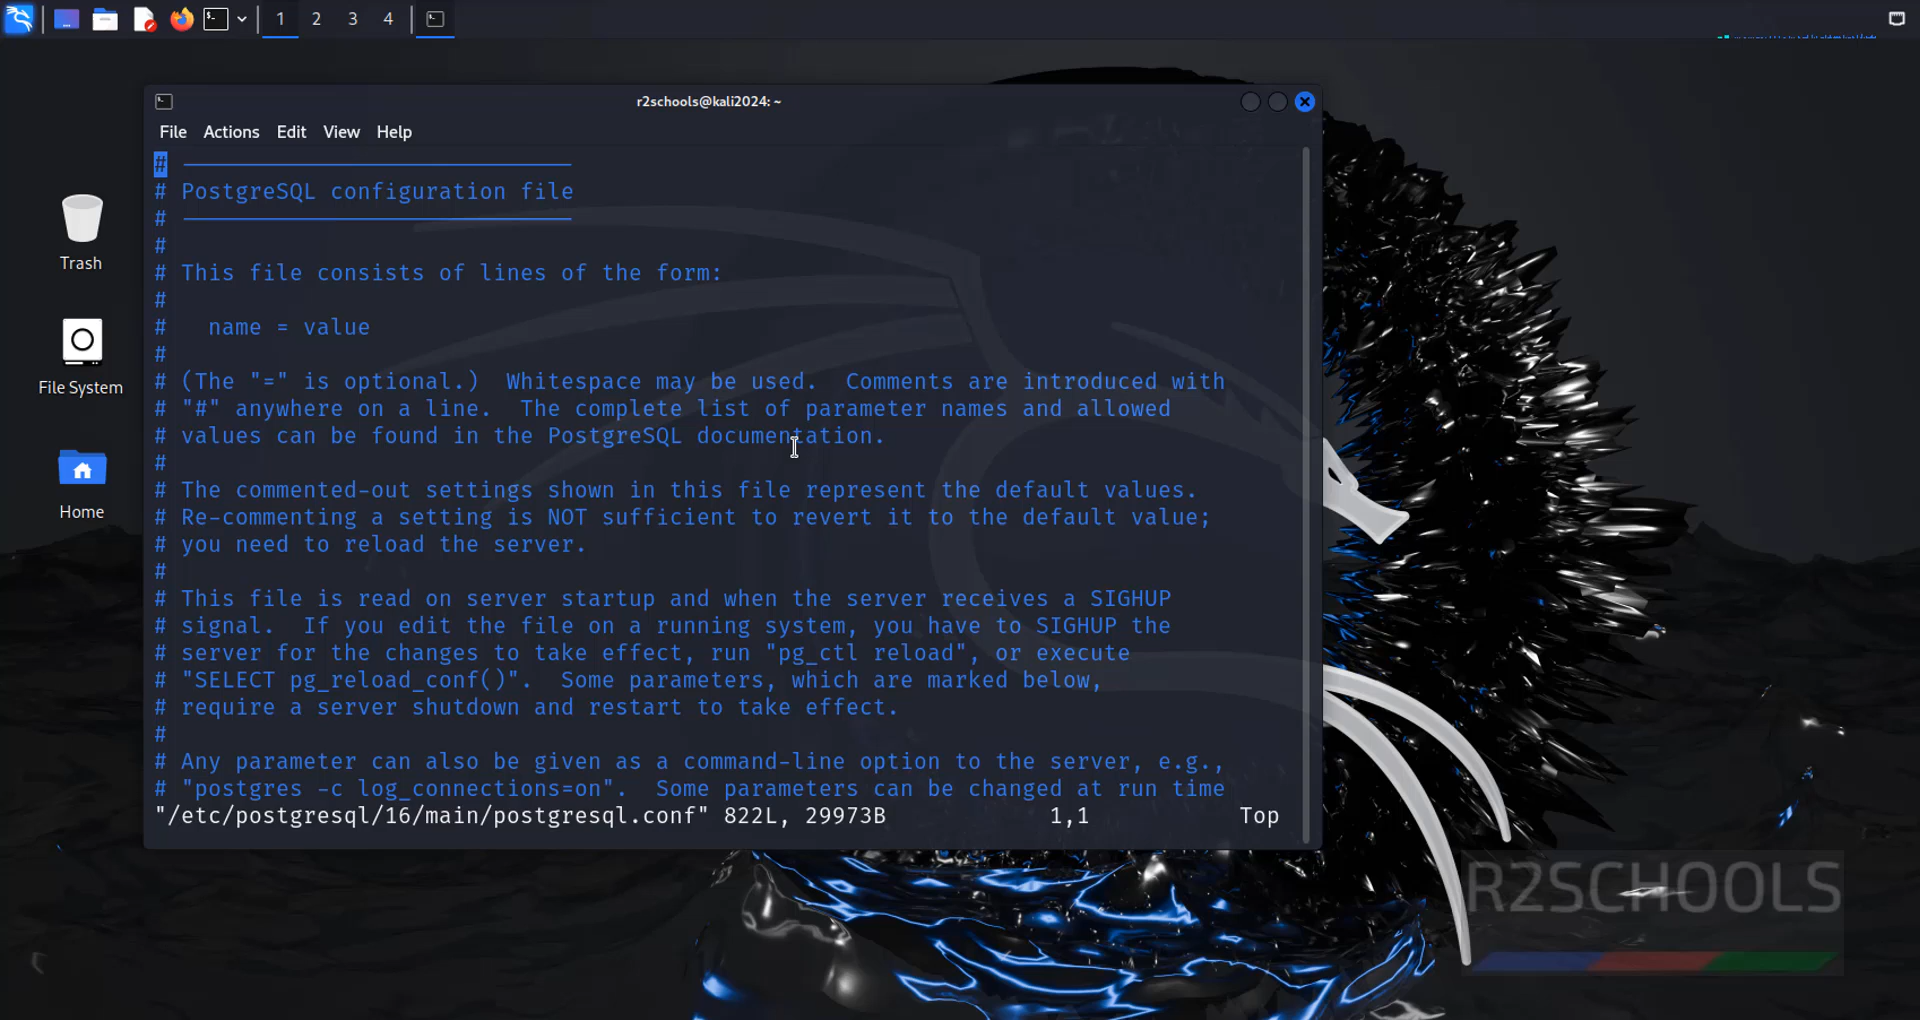 1 2 3 4
r2schools@kali2024: ~
File Actions Edit View Help
#
# PostgreSQL configuration file
#
#
# This file consists of lines of the form:
#
#   name = value
#
# (The "=" is optional.)  Whitespace may be used.  Comments are introduced with
# "#" anywhere on a line.  The complete list of parameter names and allowed
# values can be found in the PostgreSQL documentation.
#
# The commented-out settings shown in this file represent the default values.
# Re-commenting a setting is NOT sufficient to revert it to the default value;
# you need to reload the server.
#
# This file is read on server startup and when the server receives a SIGHUP
# signal.  If you edit the file on a running system, you have to SIGHUP the
# server for the changes to take effect, run "pg_ctl reload", or execute
# "SELECT pg_reload_conf()".  Some parameters, which are marked below,
# require a server shutdown and restart to take effect.
#
# Any parameter can also be given as a command-line option to the server, e.g.,
# "postgres -c log_connections=on".  Some parameters can be changed at run time
"/etc/postgresql/16/main/postgresql.conf" 822L, 29973B 1,1 Top
Trash
File System
Home
R2SCHOOLS